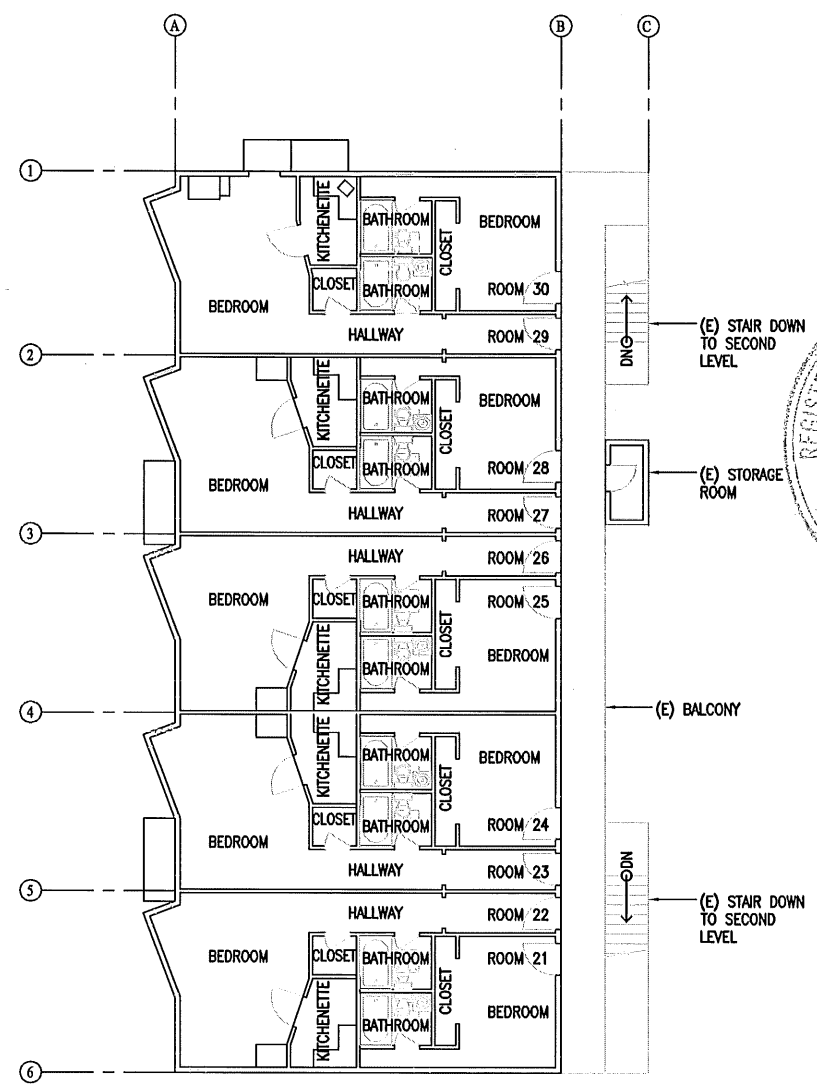 A
B
C
1
KITCHENETTE
BATHROOM
BEDROOM
CLOSET
CLOSET
BATHROOM
ROOM 30
BEDROOM
HALLWAY
ROOM 29
DN
(E) STAIR DOWN
TO SECOND
LEVEL
2
KITCHENETTE
BATHROOM
BEDROOM
CLOSET
CLOSET
BATHROOM
ROOM 28
BEDROOM
HALLWAY
ROOM 27
(E) STORAGE
ROOM
REGIST
3
HALLWAY
ROOM 26
BEDROOM
CLOSET
BATHROOM
ROOM 25
CLOSET
KITCHENETTE
BATHROOM
BEDROOM
4
(E) BALCONY
KITCHENETTE
BATHROOM
BEDROOM
CLOSET
CLOSET
BATHROOM
ROOM 24
BEDROOM
HALLWAY
ROOM 23
DN
5
HALLWAY
ROOM 22
(E) STAIR DOWN
TO SECOND
LEVEL
BEDROOM
CLOSET
BATHROOM
ROOM 21
CLOSET
KITCHENETTE
BATHROOM
BEDROOM
6